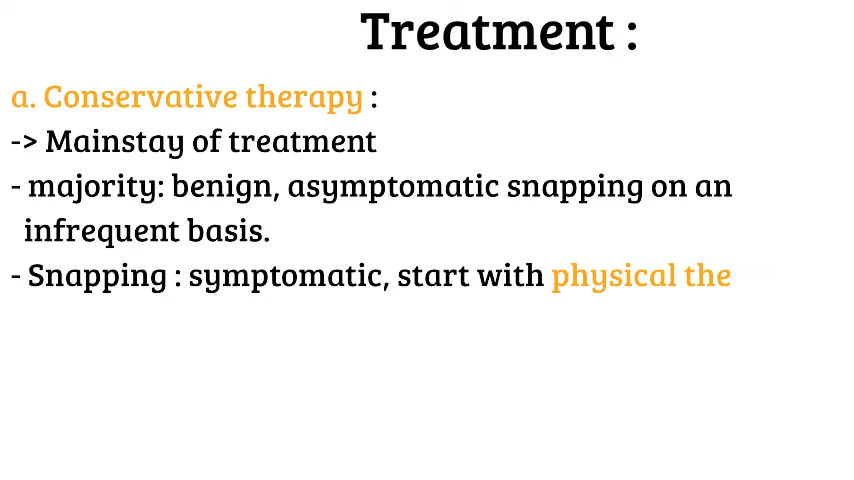 Treatment :
a. Conservative therapy :
-> Mainstay of treatment
- majority: benign, asymptomatic snapping on an
infrequent basis.
- Snapping : symptomatic, start with physical the